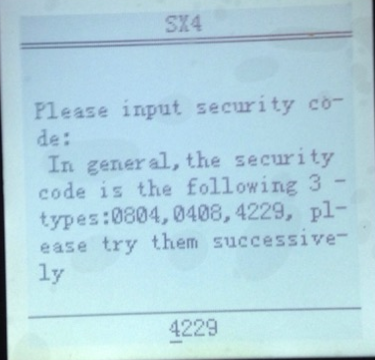 SX4
Please input security co-
de:
In general,the security
code is the following 3 -
types:0804,0408,4229, pl-
ease try them successive-
ly
4229